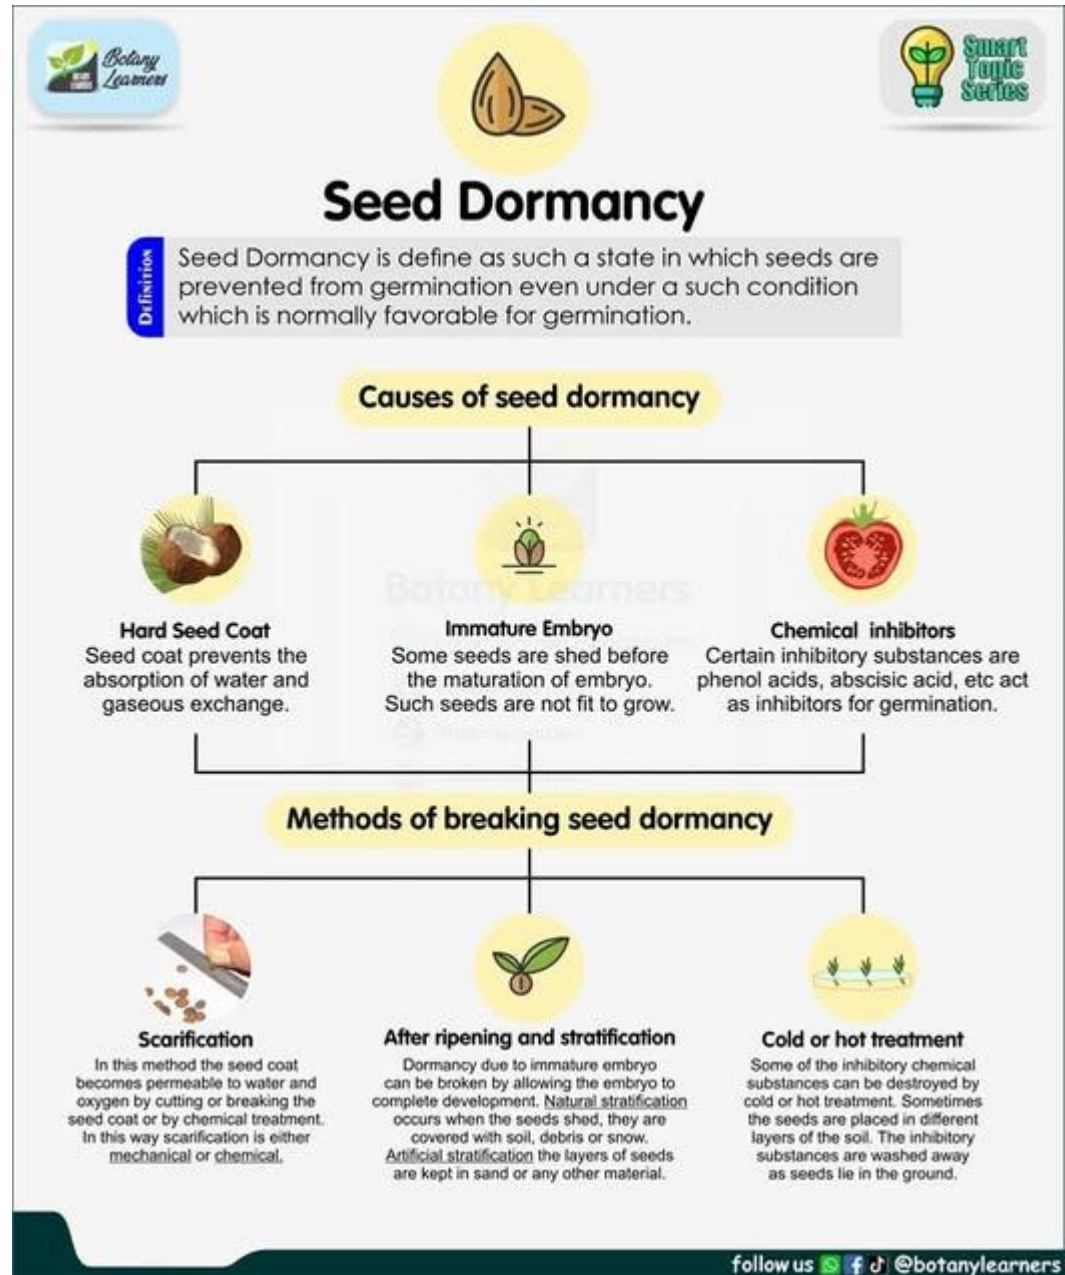 Botany
Learners
Smart
Topic
Series
Seed Dormancy
Definition
Seed Dormancy is define as such a state in which seeds are
prevented from germination even under a such condition
which is normally favorable for germination.
Causes of seed dormancy
Botany Learners
Hard Seed Coat
Seed coat prevents the
absorption of water and
gaseous exchange.
Immature Embryo
Some seeds are shed before
the maturation of embryo.
Such seeds are not fit to grow.
Chemical inhibitors
Certain inhibitory substances are
phenol acids, abscisic acid, etc act
as inhibitors for germination.
Methods of breaking seed dormancy
Scarification
In this method the seed coat
becomes permeable to water and
oxygen by cutting or breaking the
seed coat or by chemical treatment.
In this way scarification is either
mechanical or chemical.
After ripening and stratification
Dormancy due to immature embryo
can be broken by allowing the embryo to
complete development. Natural stratification
occurs when the seeds shed, they are
covered with soil, debris or snow.
Artificial stratification the layers of seeds
are kept in sand or any other material.
Cold or hot treatment
Some of the inhibitory chemical
substances can be destroyed by
cold or hot treatment. Sometimes
the seeds are placed in different
layers of the soil. The inhibitory
substances are washed away
as seeds lie in the ground.
follow us @botanylearners